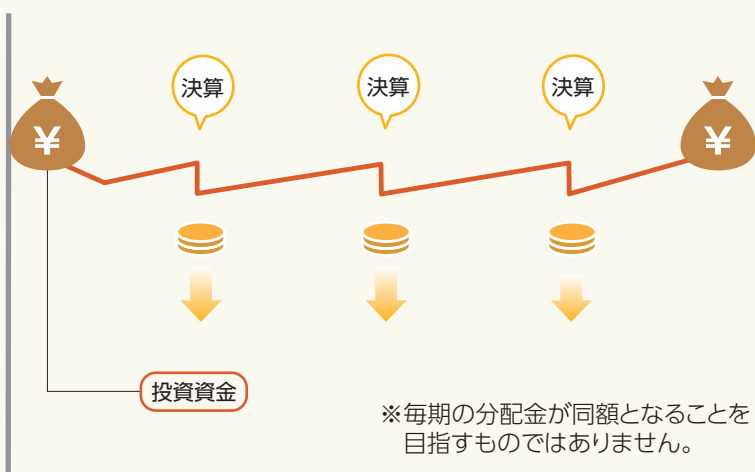 決算
決算
決算
¥
¥
投資資金
※毎期の分配金が同額となることを
目指すものではありません。